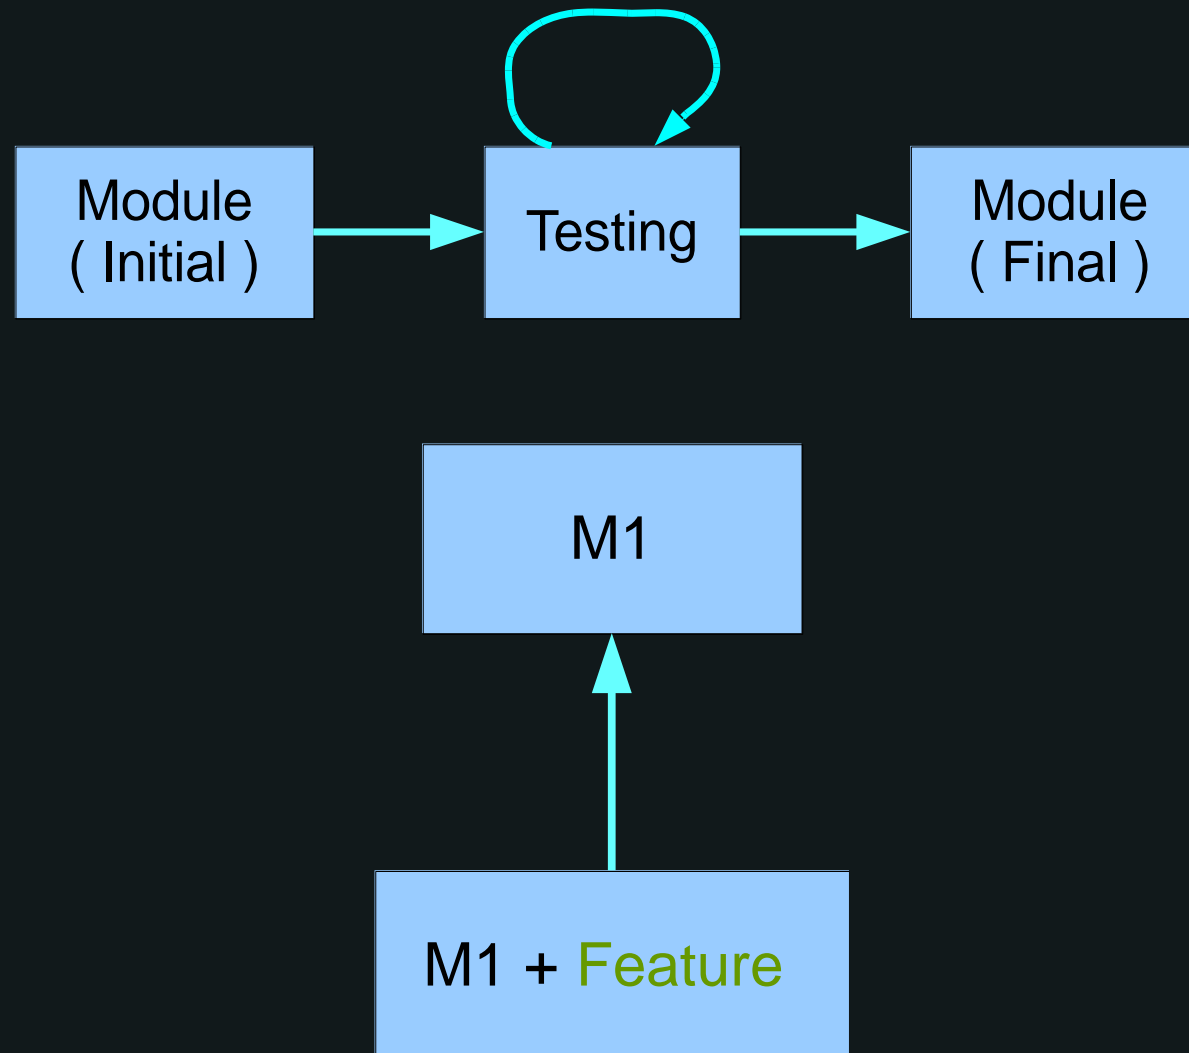 Module
( Initial )
Testing
Module
( Final )
M1
M1 + Feature